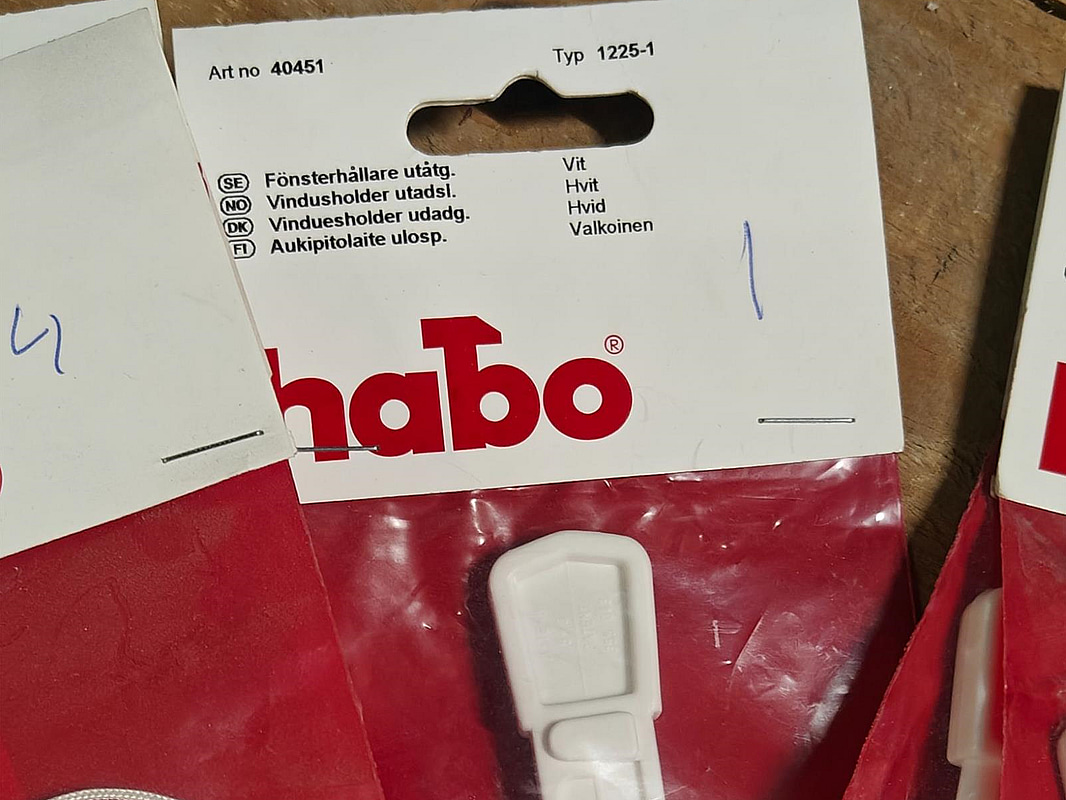 Art no 40451
Typ 1225-1
SE Fönsterhållare utåtg. Vit
NO Vindusholder utadsl. Hvit
DK Vinduesholder udadg. Hvid
FI Aukipitolaite ulosp. Valkoinen
1
4
habo®